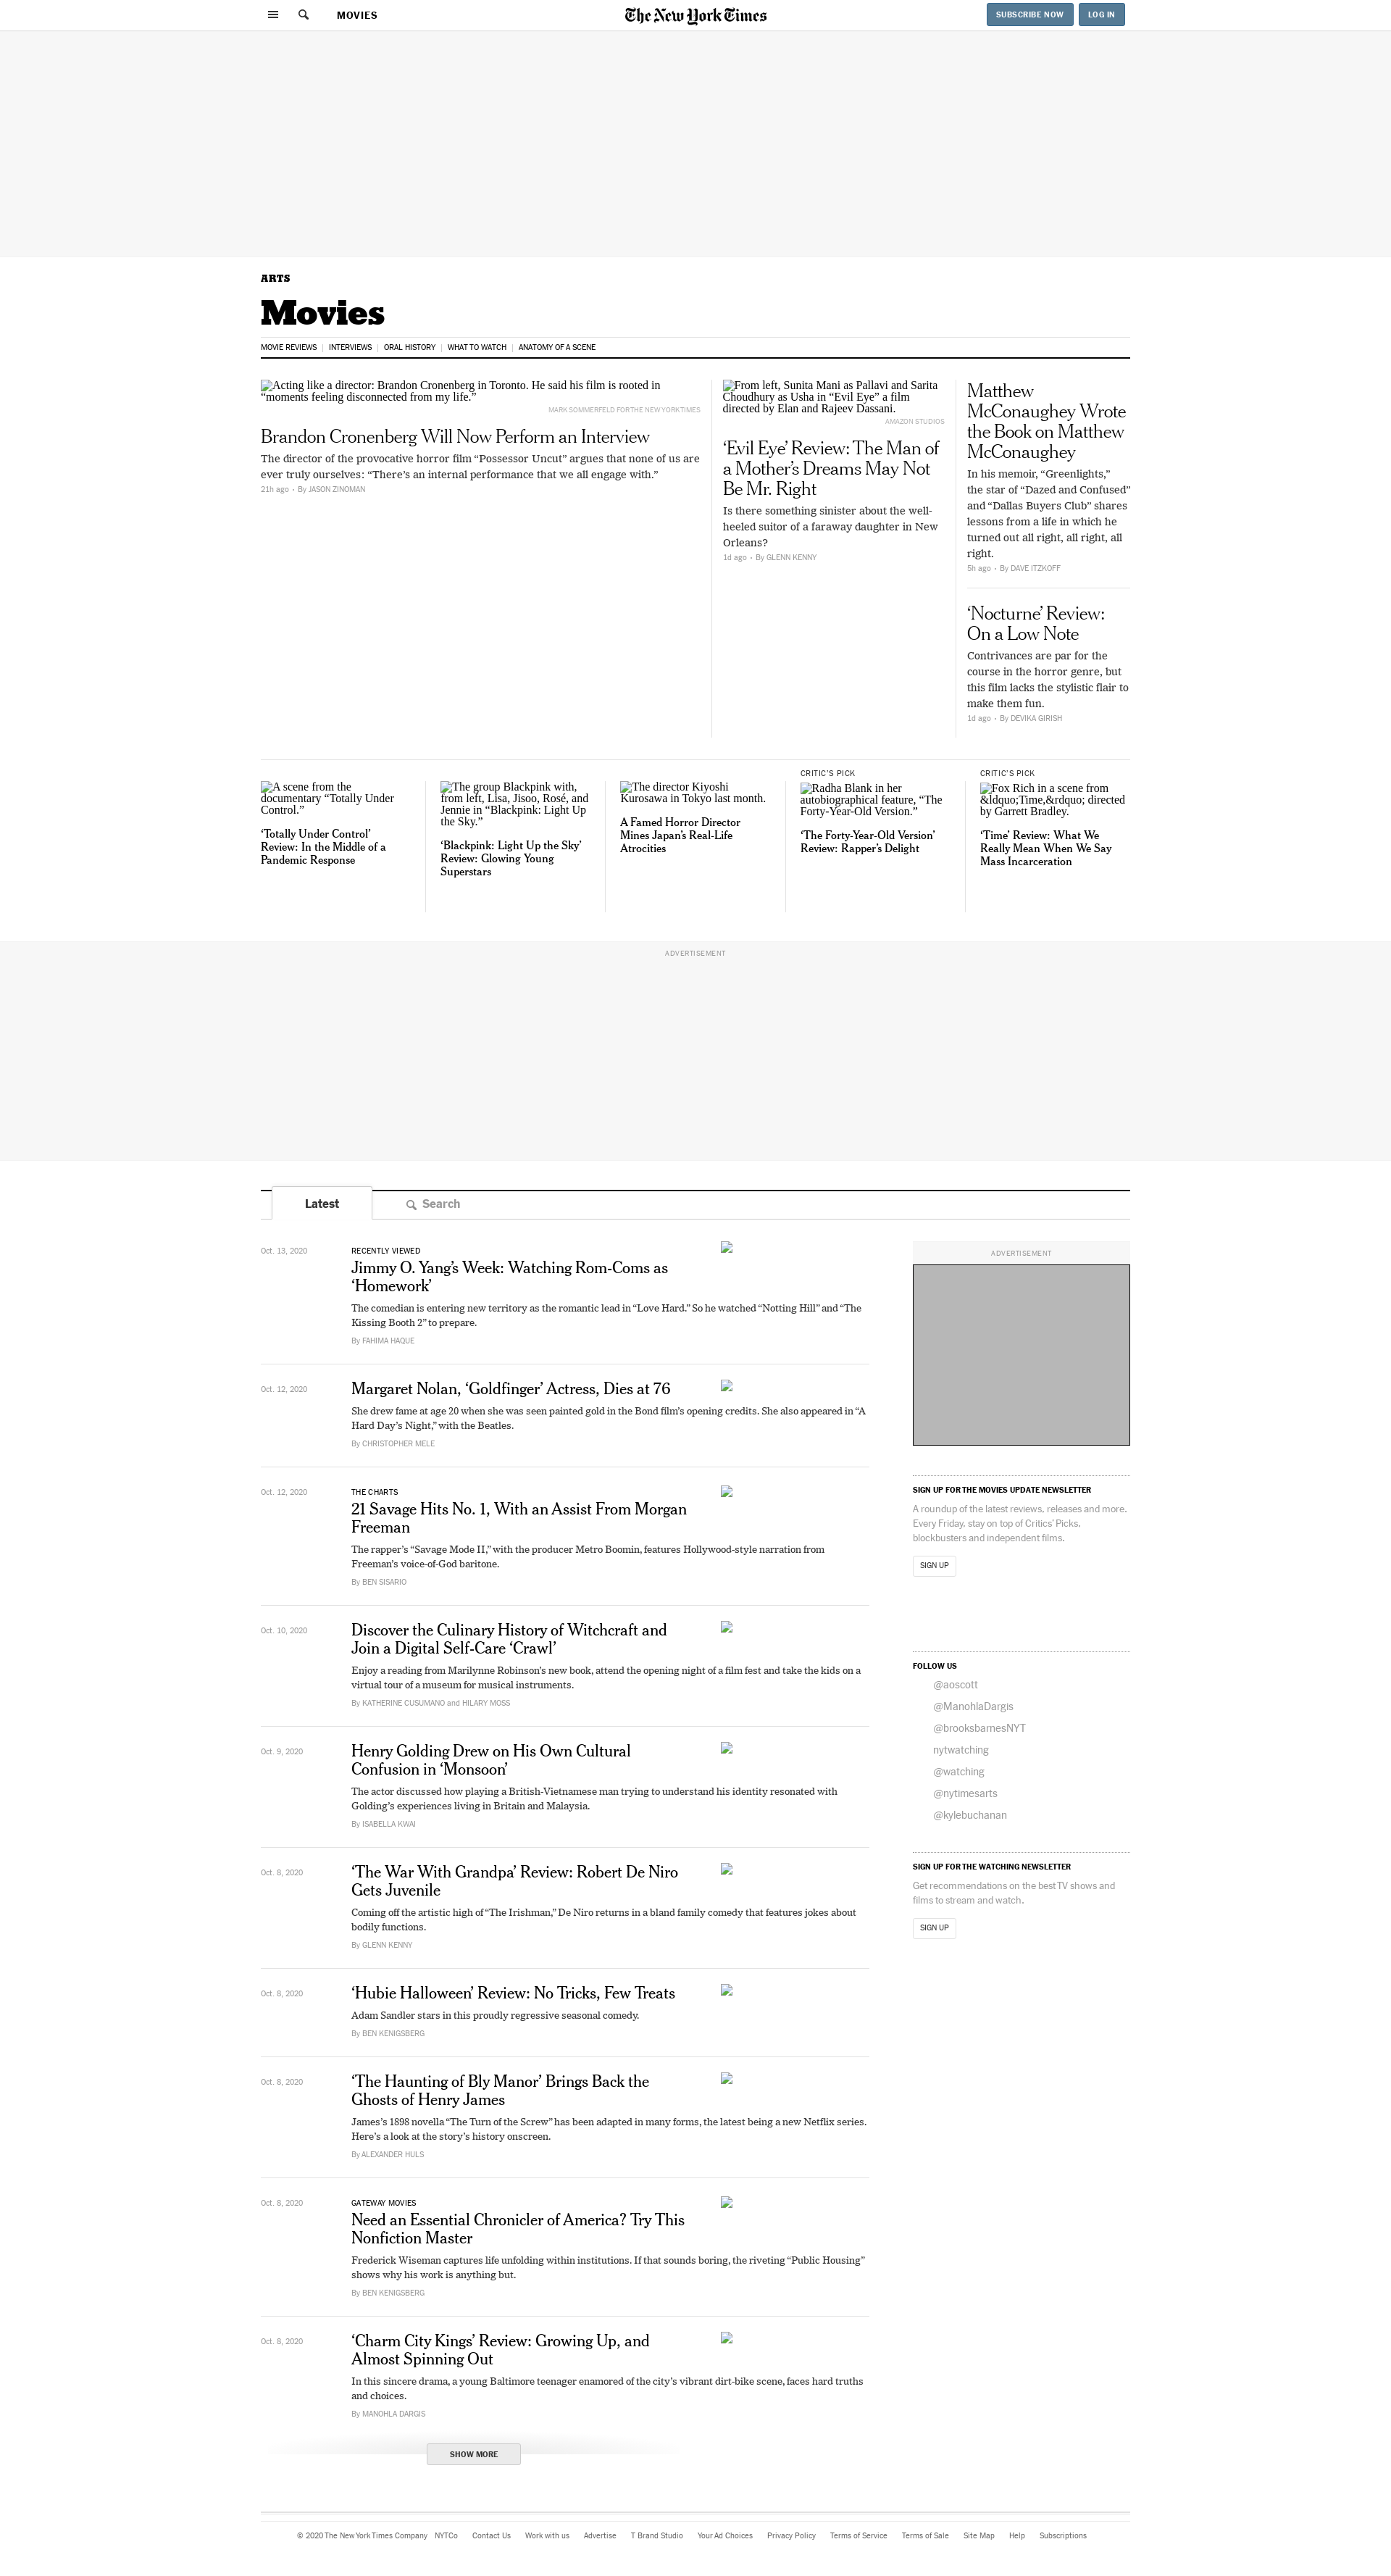 MOVIES
The New York Times
SUBSCRIBE NOW
LOG IN
ARTS
Movies
MOVIE REVIEWS
INTERVIEWS
ORAL HISTORY
WHAT TO WATCH
ANATOMY OF A SCENE
Acting like a director: Brandon Cronenberg in Toronto. He said his film is rooted in
“moments feeling disconnected from my life.”
MARK SOMMERFELD FOR THE NEW YORK TIMES
Brandon Cronenberg Will Now Perform an Interview
The director of the provocative horror film “Possessor Uncut” argues that none of us are
ever truly ourselves: “There’s an internal performance that we all engage with.”
21h ago • By JASON ZINOMAN
From left, Sunita Mani as Pallavi and Sarita
Choudhury as Usha in “Evil Eye” a film
directed by Elan and Rajeev Dassani.
AMAZON STUDIOS
‘Evil Eye’ Review: The Man of
a Mother’s Dreams May Not
Be Mr. Right
Is there something sinister about the well-
heeled suitor of a faraway daughter in New
Orleans?
1d ago • By GLENN KENNY
Matthew
McConaughey Wrote
the Book on Matthew
McConaughey
In his memoir, “Greenlights,”
the star of “Dazed and Confused”
and “Dallas Buyers Club” shares
lessons from a life in which he
turned out all right, all right, all
right.
5h ago • By DAVE ITZKOFF
‘Nocturne’ Review:
On a Low Note
Contrivances are par for the
course in the horror genre, but
this film lacks the stylistic flair to
make them fun.
1d ago • By DEVIKA GIRISH
A scene from the
documentary “Totally Under
Control.”
‘Totally Under Control’
Review: In the Middle of a
Pandemic Response
The group Blackpink with,
from left, Lisa, Jisoo, Rosé, and
Jennie in “Blackpink: Light Up
the Sky.”
‘Blackpink: Light Up the Sky’
Review: Glowing Young
Superstars
The director Kiyoshi
Kurosawa in Tokyo last month.
A Famed Horror Director
Mines Japan’s Real-Life
Atrocities
CRITIC’S PICK
Radha Blank in her
autobiographical feature, “The
Forty-Year-Old Version.”
‘The Forty-Year-Old Version’
Review: Rapper’s Delight
CRITIC’S PICK
Fox Rich in a scene from
&ldquo;Time,&rdquo; directed
by Garrett Bradley.
‘Time’ Review: What We
Really Mean When We Say
Mass Incarceration
ADVERTISEMENT
Latest
Search
Oct. 13, 2020
RECENTLY VIEWED
Jimmy O. Yang’s Week: Watching Rom-Coms as
‘Homework’
The comedian is entering new territory as the romantic lead in “Love Hard.” So he watched “Notting Hill” and “The
Kissing Booth 2” to prepare.
By FAHIMA HAQUE
Oct. 12, 2020
Margaret Nolan, ‘Goldfinger’ Actress, Dies at 76
She drew fame at age 20 when she was seen painted gold in the Bond film’s opening credits. She also appeared in “A
Hard Day’s Night,” with the Beatles.
By CHRISTOPHER MELE
Oct. 12, 2020
THE CHARTS
21 Savage Hits No. 1, With an Assist From Morgan
Freeman
The rapper’s “Savage Mode II,” with the producer Metro Boomin, features Hollywood-style narration from
Freeman’s voice-of-God baritone.
By BEN SISARIO
Oct. 10, 2020
Discover the Culinary History of Witchcraft and
Join a Digital Self-Care ‘Crawl’
Enjoy a reading from Marilynne Robinson’s new book, attend the opening night of a film fest and take the kids on a
virtual tour of a museum for musical instruments.
By KATHERINE CUSUMANO and HILARY MOSS
Oct. 9, 2020
Henry Golding Drew on His Own Cultural
Confusion in ‘Monsoon’
The actor discussed how playing a British-Vietnamese man trying to understand his identity resonated with
Golding’s experiences living in Britain and Malaysia.
By ISABELLA KWAI
Oct. 8, 2020
‘The War With Grandpa’ Review: Robert De Niro
Gets Juvenile
Coming off the artistic high of “The Irishman,” De Niro returns in a bland family comedy that features jokes about
bodily functions.
By GLENN KENNY
Oct. 8, 2020
‘Hubie Halloween’ Review: No Tricks, Few Treats
Adam Sandler stars in this proudly regressive seasonal comedy.
By BEN KENIGSBERG
Oct. 8, 2020
‘The Haunting of Bly Manor’ Brings Back the
Ghosts of Henry James
James’s 1898 novella “The Turn of the Screw” has been adapted in many forms, the latest being a new Netflix series.
Here’s a look at the story’s history onscreen.
By ALEXANDER HULS
Oct. 8, 2020
GATEWAY MOVIES
Need an Essential Chronicler of America? Try This
Nonfiction Master
Frederick Wiseman captures life unfolding within institutions. If that sounds boring, the riveting “Public Housing”
shows why his work is anything but.
By BEN KENIGSBERG
Oct. 8, 2020
‘Charm City Kings’ Review: Growing Up, and
Almost Spinning Out
In this sincere drama, a young Baltimore teenager enamored of the city’s vibrant dirt-bike scene, faces hard truths
and choices.
By MANOHLA DARGIS
SHOW MORE
ADVERTISEMENT
SIGN UP FOR THE MOVIES UPDATE NEWSLETTER
A roundup of the latest reviews, releases and more.
Every Friday, stay on top of Critics’ Picks,
blockbusters and independent films.
SIGN UP
FOLLOW US
@aoscott
@ManohlaDargis
@brooksbarnesNYT
nytwatching
@watching
@nytimesarts
@kylebuchanan
SIGN UP FOR THE WATCHING NEWSLETTER
Get recommendations on the best TV shows and
films to stream and watch.
SIGN UP
© 2020 The New York Times Company
NYTCo
Contact Us
Work with us
Advertise
T Brand Studio
Your Ad Choices
Privacy Policy
Terms of Service
Terms of Sale
Site Map
Help
Subscriptions